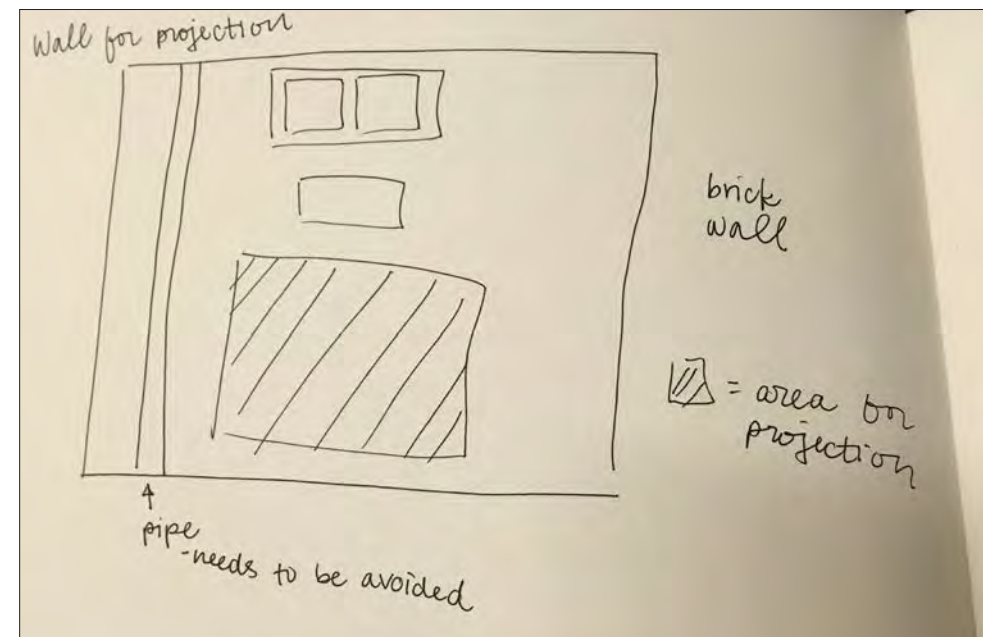 Wall for projection
brick
wall
= area for
projection
pipe
-needs to be avoided